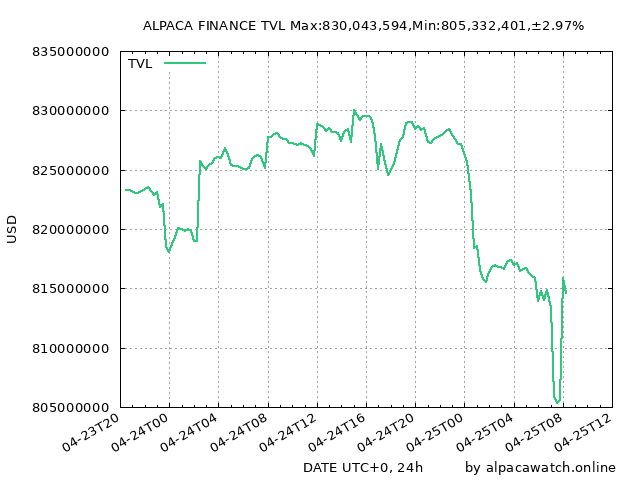 ALPACA FINANCE TVL Max:830,043,594,Min:805,332,401,±2.97%
835000000
TVL
830000000
825000000
820000000
USD
815000000
810000000
805000000
04-23T20 04-24T00 04-24T04 04-24T08 04-24T12 04-24T16 04-24T20 04-25T00 04-25T04 04-25T08 04-25T12
DATE UTC+0, 24h by alpacawatch.online